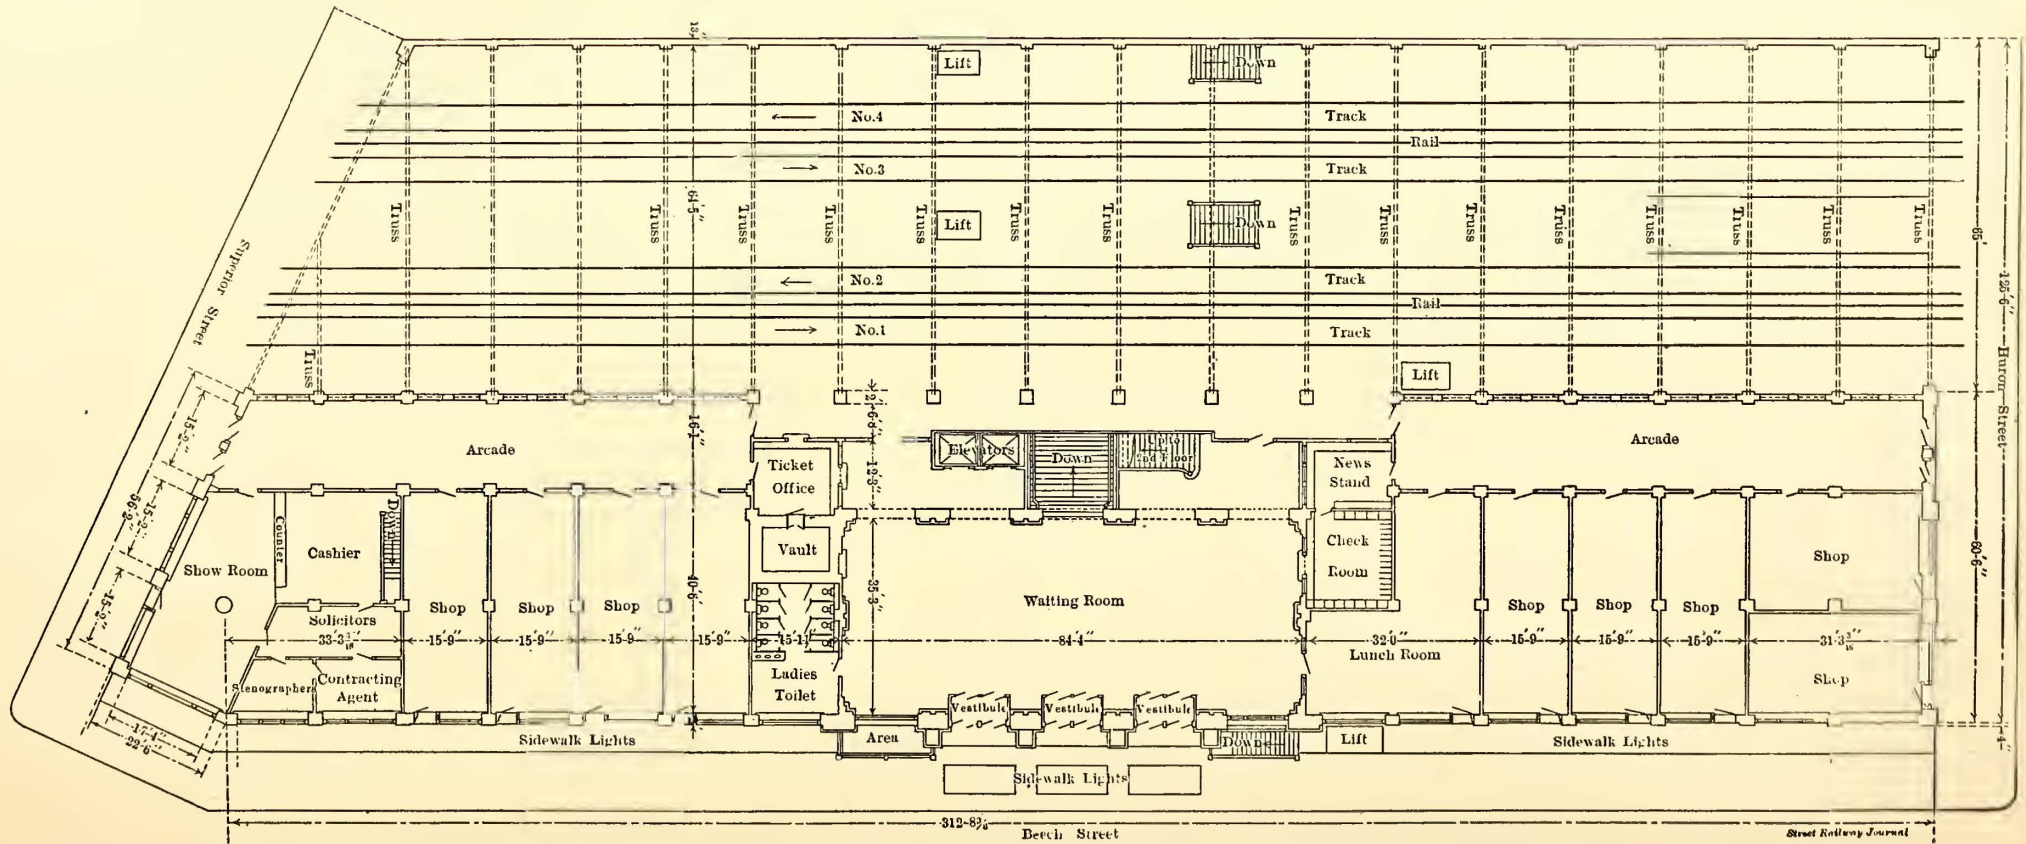 13"
Lift
Down
No.4
Track
Rail
No.3
Track
64'-5"
Truss
Truss
Truss
Truss
Truss
Lift
Truss
Truss
Down
Truss
Truss
Truss
Truss
Truss
Truss
Truss
Truss
65'
125'-6"
Huron Street
Superior Street
No.2
Track
Rail
No.1
Track
Truss
Lift
15'-2"
15'-2"
15'-2"
56'-2"
Arcade
16'-1"
12'-3"
Ticket
Office
Elevators
Down
Up to
2nd Floor
News
Stand
Arcade
Counter
Cashier
Down
Show Room
Vault
Check
Room
Shop
60'-6"
Shop
Shop
Shop
40'-6"
35'-3"
Waiting Room
Shop
Shop
Shop
Solicitors
15'-9"
15'-9"
15'-9"
15'-9"
15'-11"
84'-4"
32'-0"
15'-9"
15'-9"
15'-9"
Lunch Room
Stenographers
Contracting
Agent
Ladies
Toilet
Shop
Vestibule
Vestibule
Vestibule
17'-4"
22'-6"
Sidewalk Lights
Area
Down
Lift
Sidewalk Lights
4"
Sidewalk Lights
Beech Street
Street Railway Journal